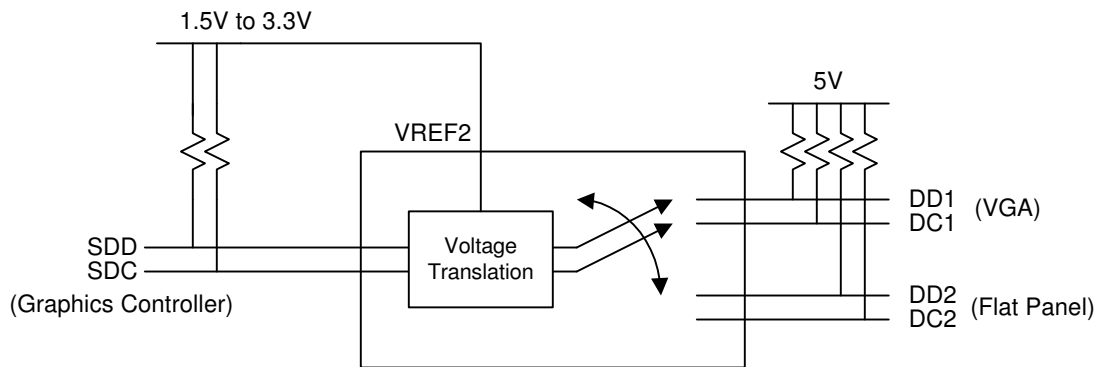 1.5V to 3.3V
5V
VREF2
DD1
DC1
(VGA)
SDD
SDC
(Graphics Controller)
Voltage
Translation
DD2
DC2
(Flat Panel)